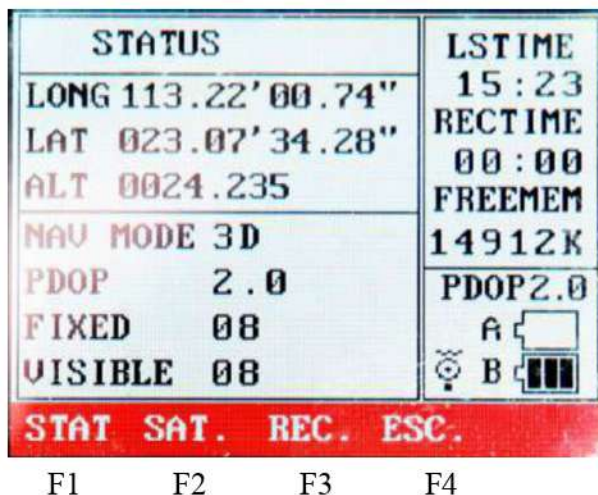 STATUS
LONG 113.22'00.74"
LAT 023.07'34.28"
ALT 0024.235
NAV MODE 3D
PDOP 2.0
FIXED 08
VISIBLE 08
LSTIME
15:23
RECTIME
00:00
FREEMEM
14912K
PDOP2.0
A
B
STAT SAT. REC. ESC.
F1 F2 F3 F4